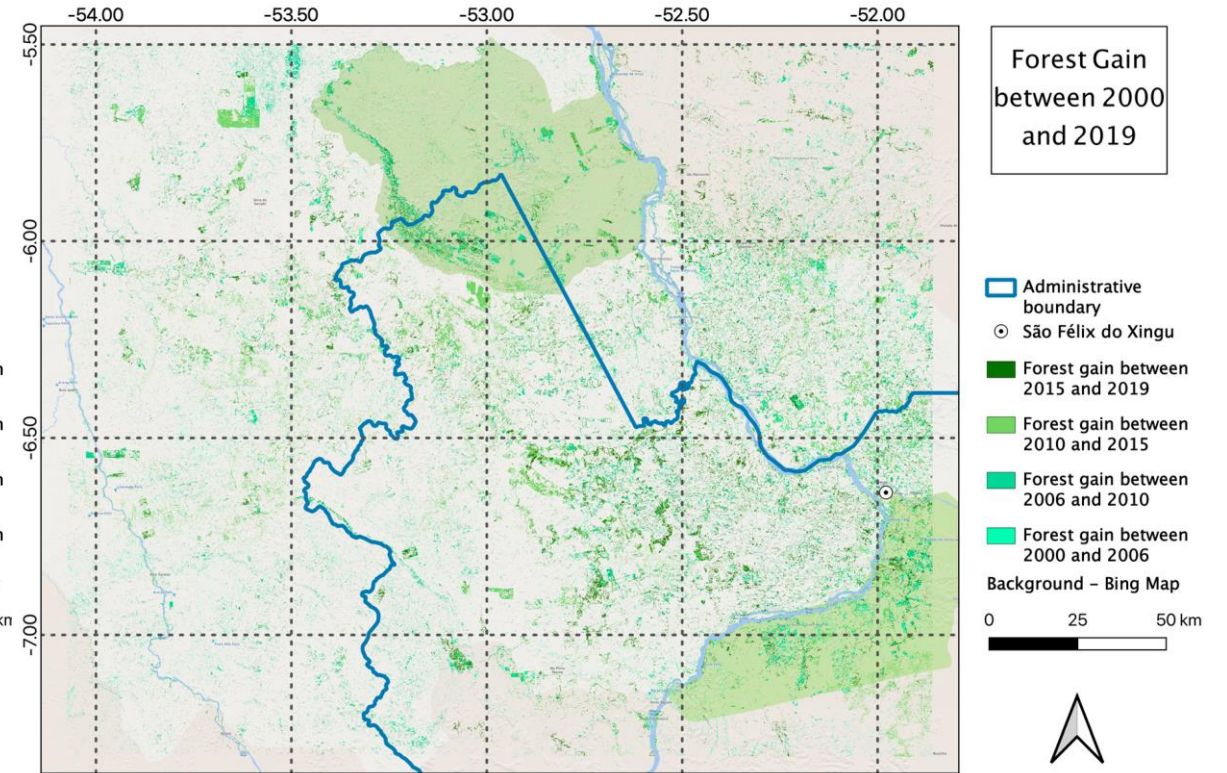 -54.00
-53.50
-53.00
-52.50
-52.00
-5.50
-6.00
-6.50
-7.00
Forest Gain
between 2000
and 2019
Administrative
boundary
São Félix do Xingu
Forest gain between
2015 and 2019
Forest gain between
2010 and 2015
Forest gain between
2006 and 2010
Forest gain between
2000 and 2006
Background – Bing Map
0
25
50 km